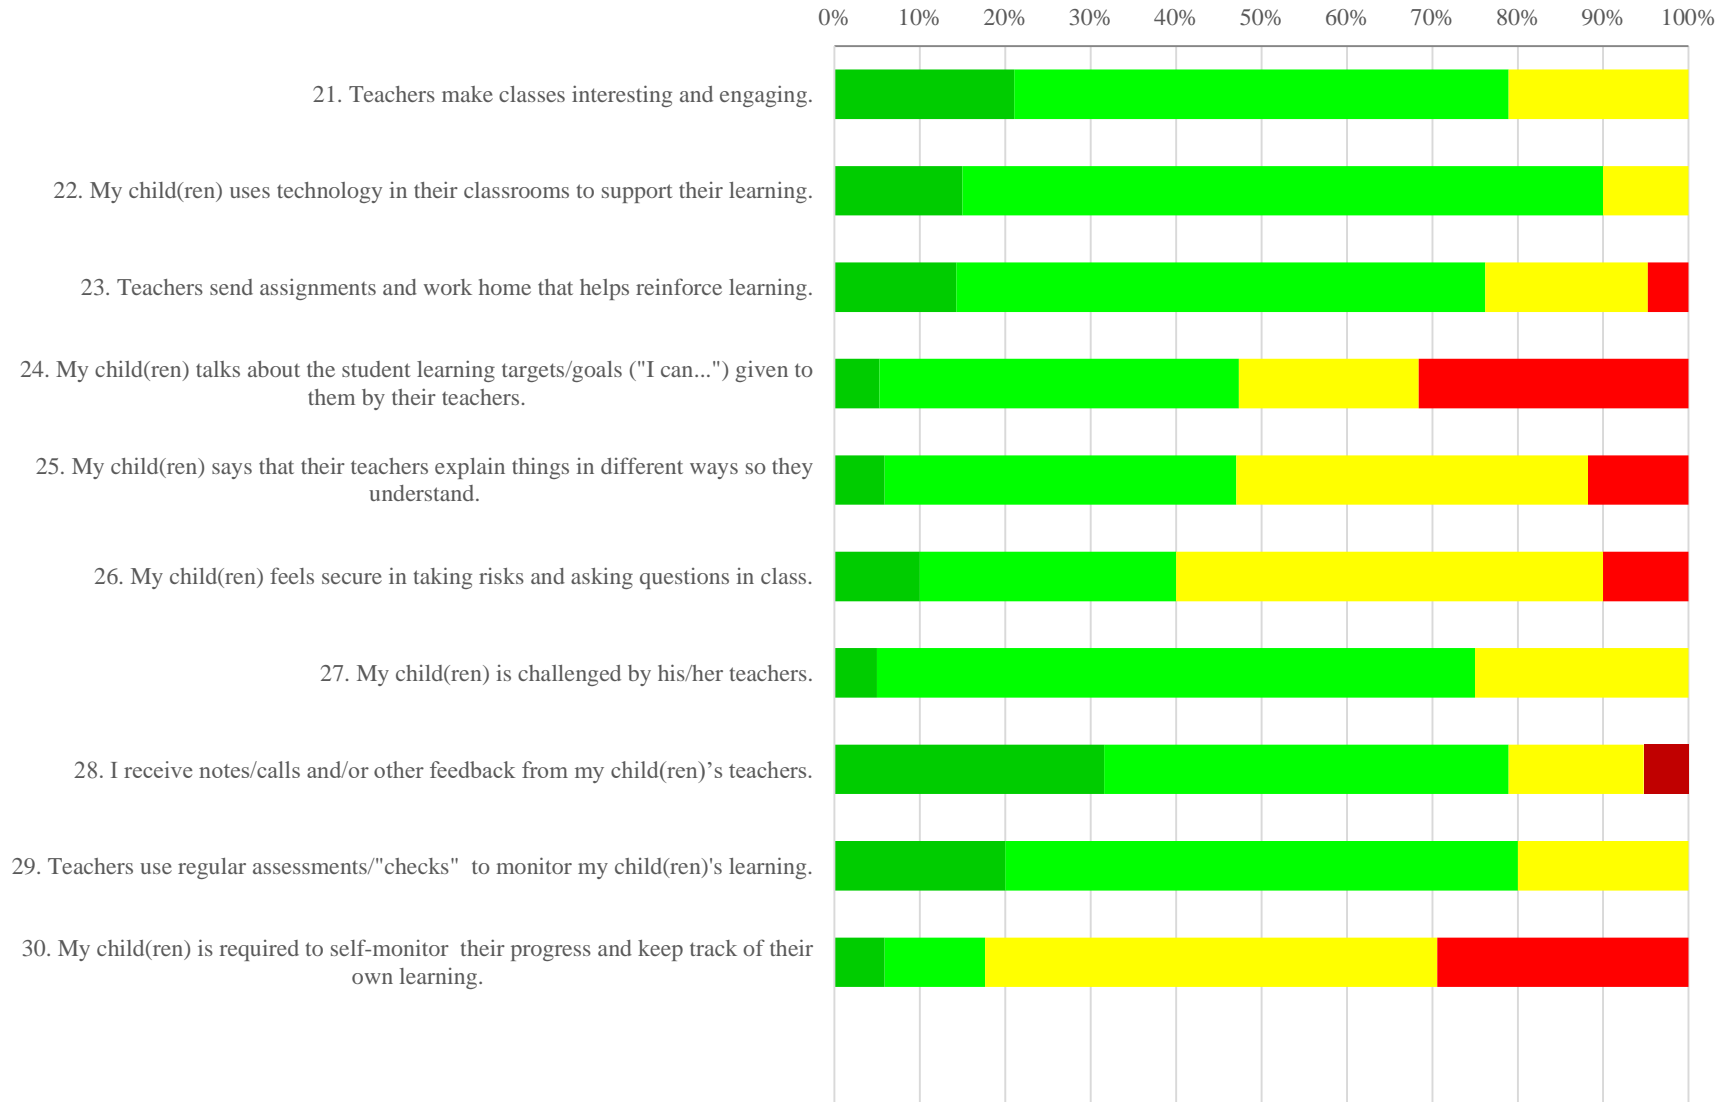 0% 10% 20% 30% 40% 50% 60% 70% 80% 90% 100%
21. Teachers make classes interesting and engaging.
22. My child(ren) uses technology in their classrooms to support their learning.
23. Teachers send assignments and work home that helps reinforce learning.
24. My child(ren) talks about the student learning targets/goals ("I can...") given to
them by their teachers.
25. My child(ren) says that their teachers explain things in different ways so they
understand.
26. My child(ren) feels secure in taking risks and asking questions in class.
27. My child(ren) is challenged by his/her teachers.
28. I receive notes/calls and/or other feedback from my child(ren)’s teachers.
29. Teachers use regular assessments/"checks"  to monitor my child(ren)'s learning.
30. My child(ren) is required to self-monitor  their progress and keep track of their
own learning.